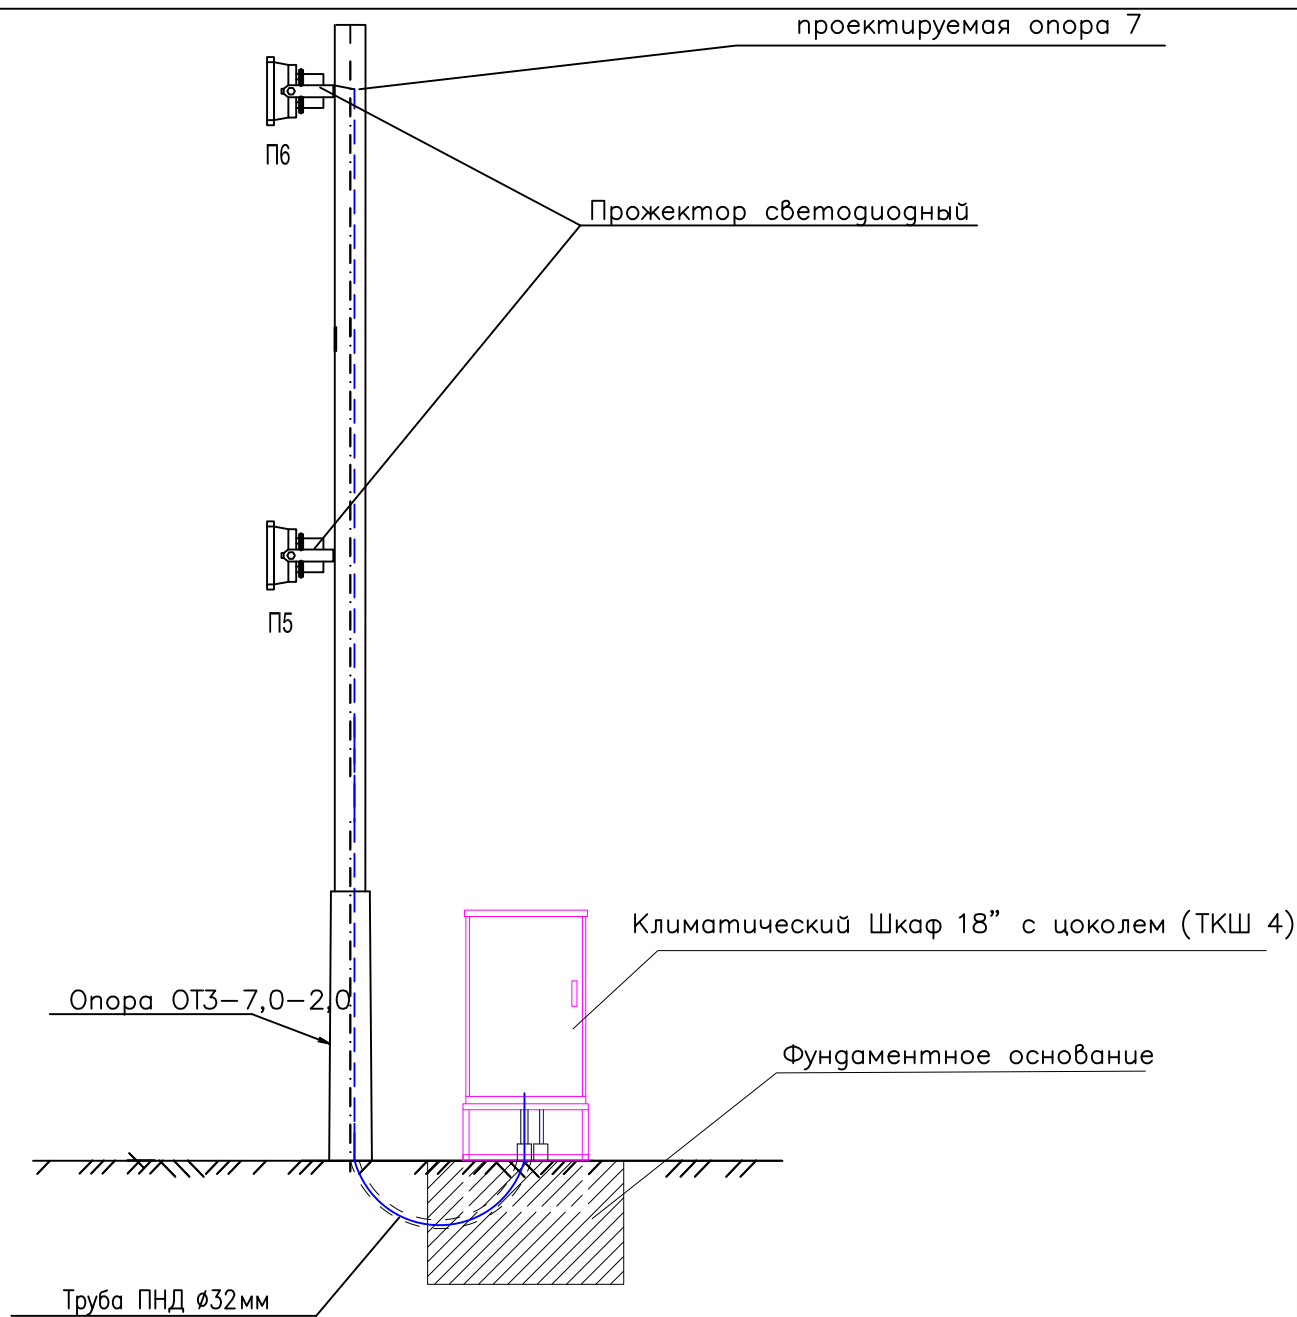 проектируемая опора 7
П6
Прожектор светодиодный
П5
Климатический Шкаф 18” с цоколем (ТКШ 4)
Опора ОТ3-7,0-2,0
Фундаментное основание
Труба ПНД Ø32мм